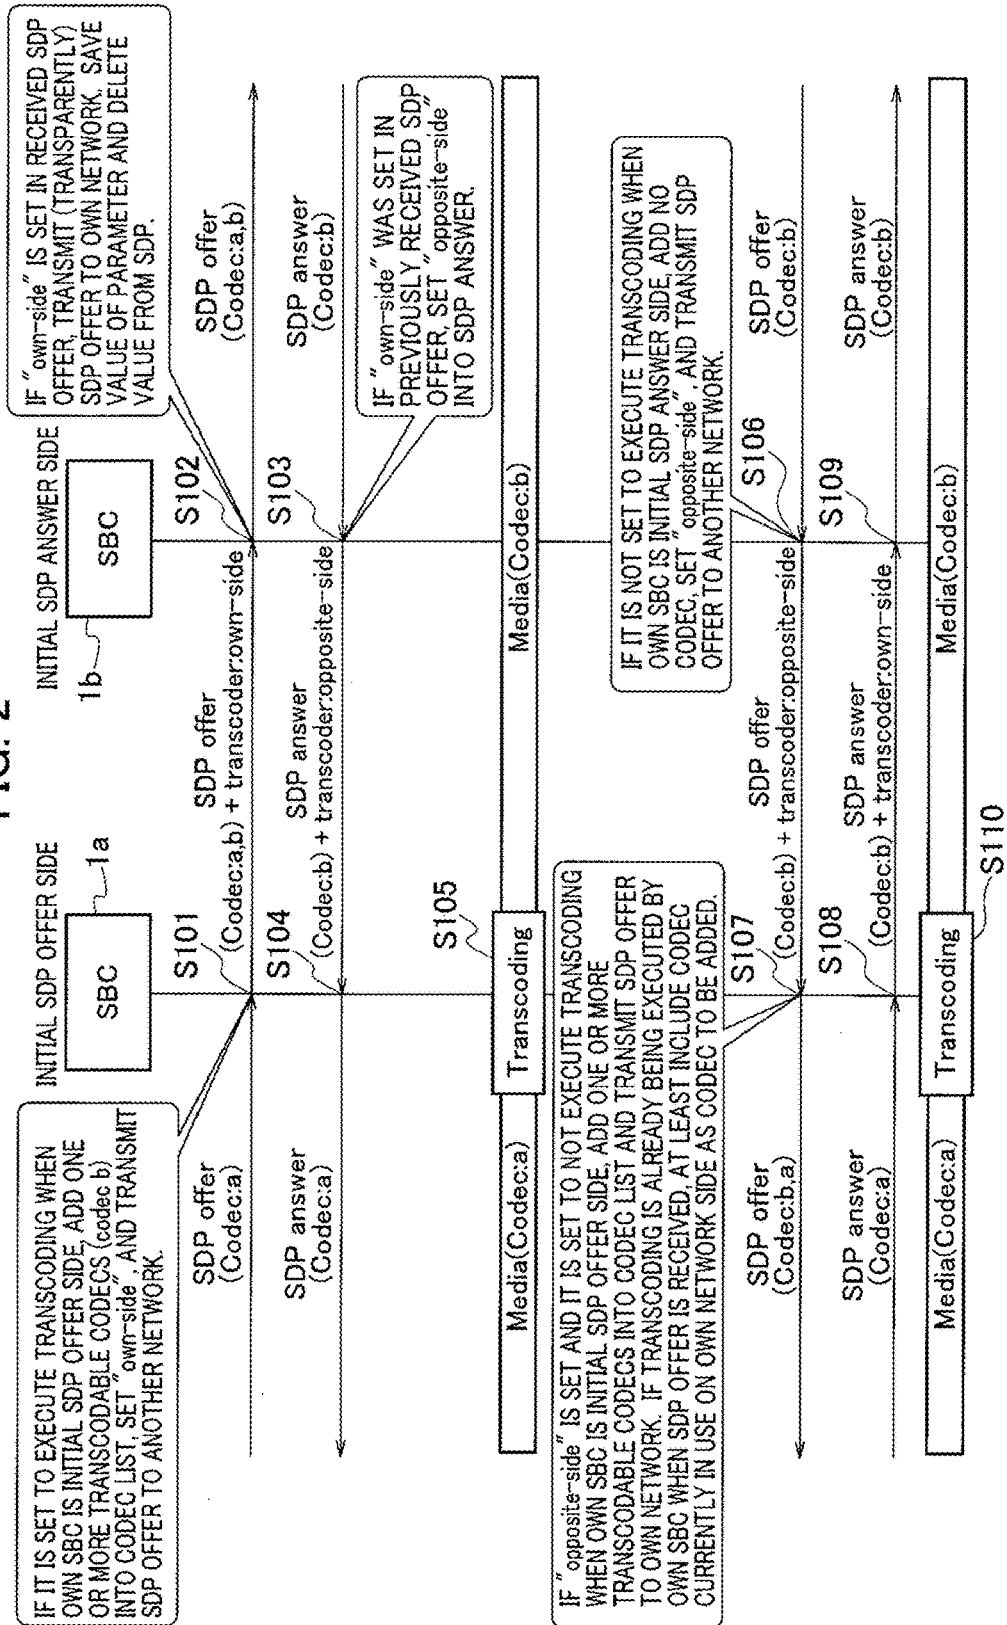 FIG. 2
INITIAL SDP OFFER SIDE
SBC
1a
INITIAL SDP ANSWER SIDE
SBC
1b
IF IT IS SET TO EXECUTE TRANSCODING WHEN
OWN SBC IS INITIAL SDP OFFER SIDE, ADD ONE
OR MORE TRANSCODABLE CODECS (codec b)
INTO CODEC LIST, SET "own-side", AND TRANSMIT
SDP OFFER TO ANOTHER NETWORK.
IF "own-side" IS SET IN RECEIVED SDP
OFFER, TRANSMIT (TRANSPARENTLY)
SDP OFFER TO OWN NETWORK. SAVE
VALUE OF PARAMETER AND DELETE
VALUE FROM SDP.
SDP offer
(Codec:a)
S101
SDP offer
(Codec:a,b) + transcoder:own-side
S102
SDP offer
(Codec:a,b)
SDP answer
(Codec:a)
S104
SDP answer
(Codec:b) + transcoder:opposite-side
S103
SDP answer
(Codec:b)
IF "own-side" WAS SET IN
PREVIOUSLY RECEIVED SDP
OFFER, SET "opposite-side"
INTO SDP ANSWER.
S105
Media(Codec:a)
Transcoding
Media(Codec:b)
IF "opposite-side" IS SET AND IT IS SET TO NOT EXECUTE TRANSCODING
WHEN OWN SBC IS INITIAL SDP OFFER SIDE, ADD ONE OR MORE
TRANSCODABLE CODECS INTO CODEC LIST AND TRANSMIT SDP OFFER
TO OWN NETWORK. IF TRANSCODING IS ALREADY BEING EXECUTED BY
OWN SBC WHEN SDP OFFER IS RECEIVED, AT LEAST INCLUDE CODEC
CURRENTLY IN USE ON OWN NETWORK SIDE AS CODEC TO BE ADDED.
IF IT IS NOT SET TO EXECUTE TRANSCODING WHEN
OWN SBC IS INITIAL SDP ANSWER SIDE, ADD NO
CODEC, SET "opposite-side", AND TRANSMIT SDP
OFFER TO ANOTHER NETWORK.
SDP offer
(Codec:b,a)
S107
SDP offer
(Codec:b) + transcoder:opposite-side
S106
SDP offer
(Codec:b)
SDP answer
(Codec:a)
S108
SDP answer
(Codec:b) + transcoder:own-side
S109
SDP answer
(Codec:b)
Media(Codec:a)
Transcoding
Media(Codec:b)
S110